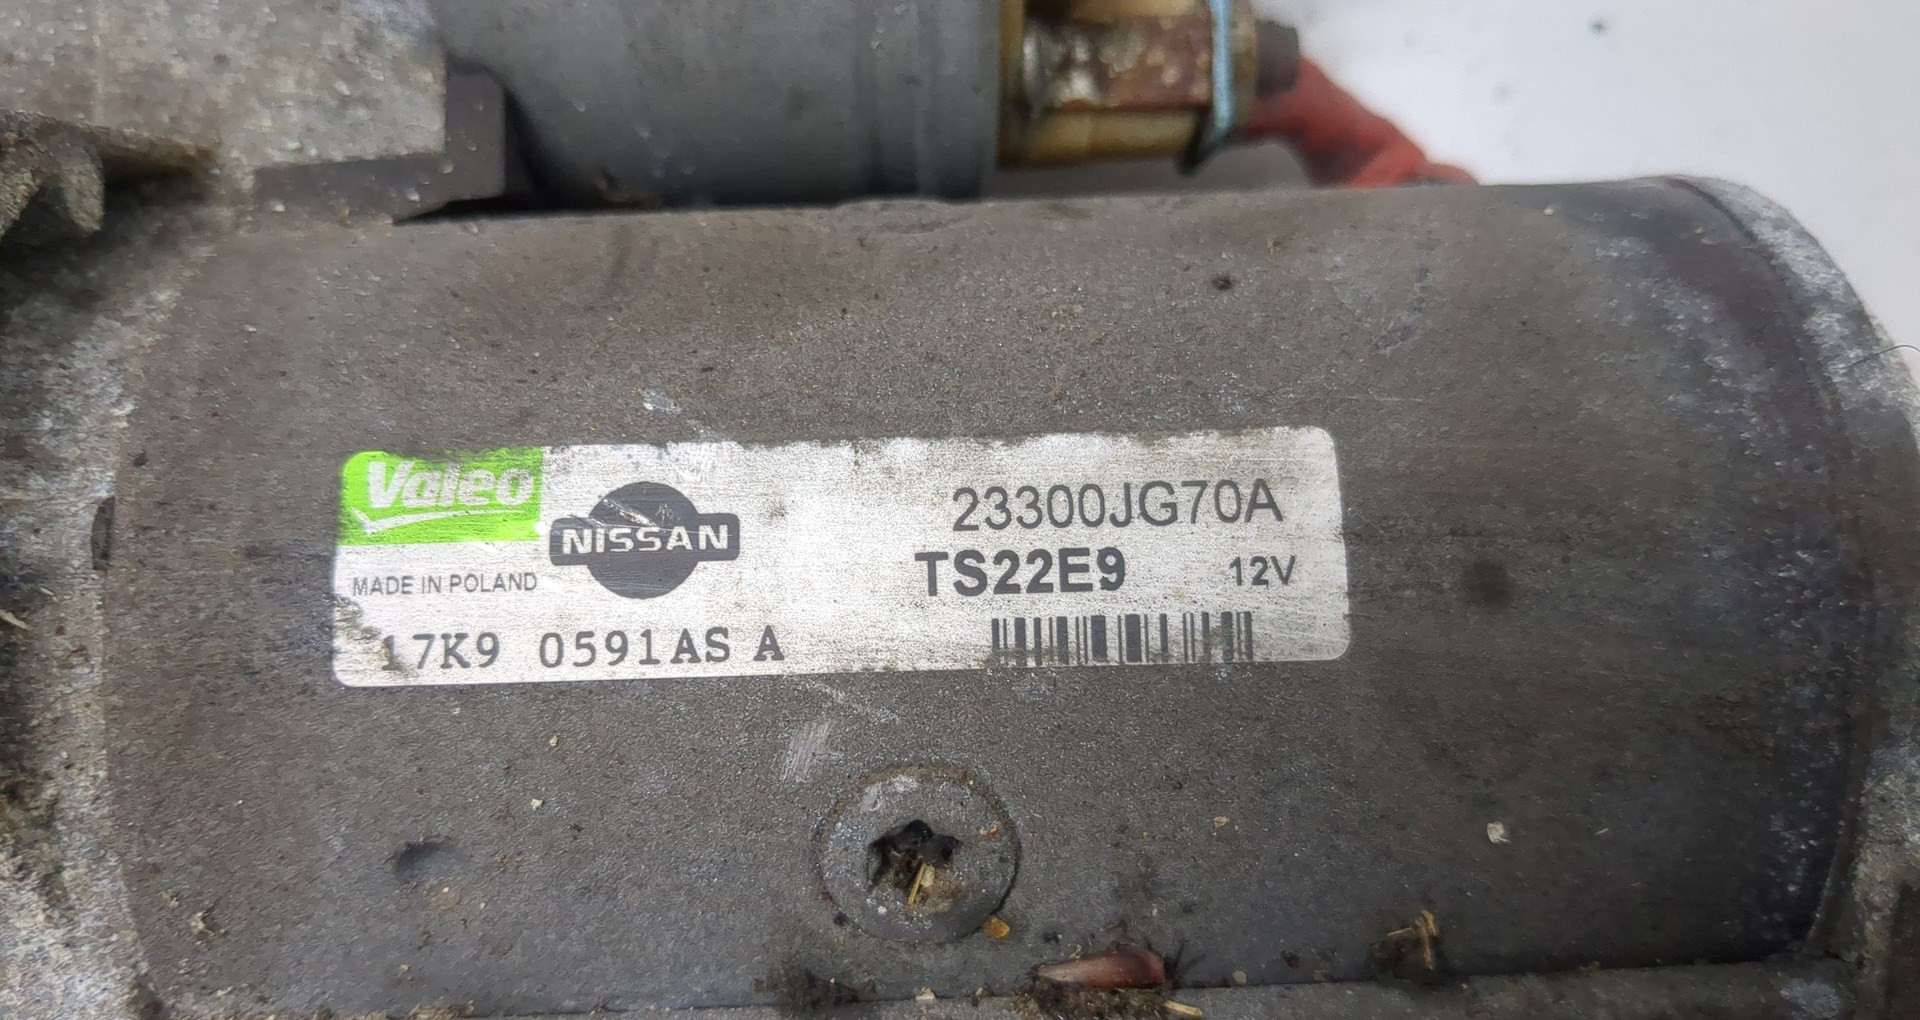 Valeo
NISSAN
23300JG70A
MADE IN POLAND
TS22E9 12V
17K9 0591AS A